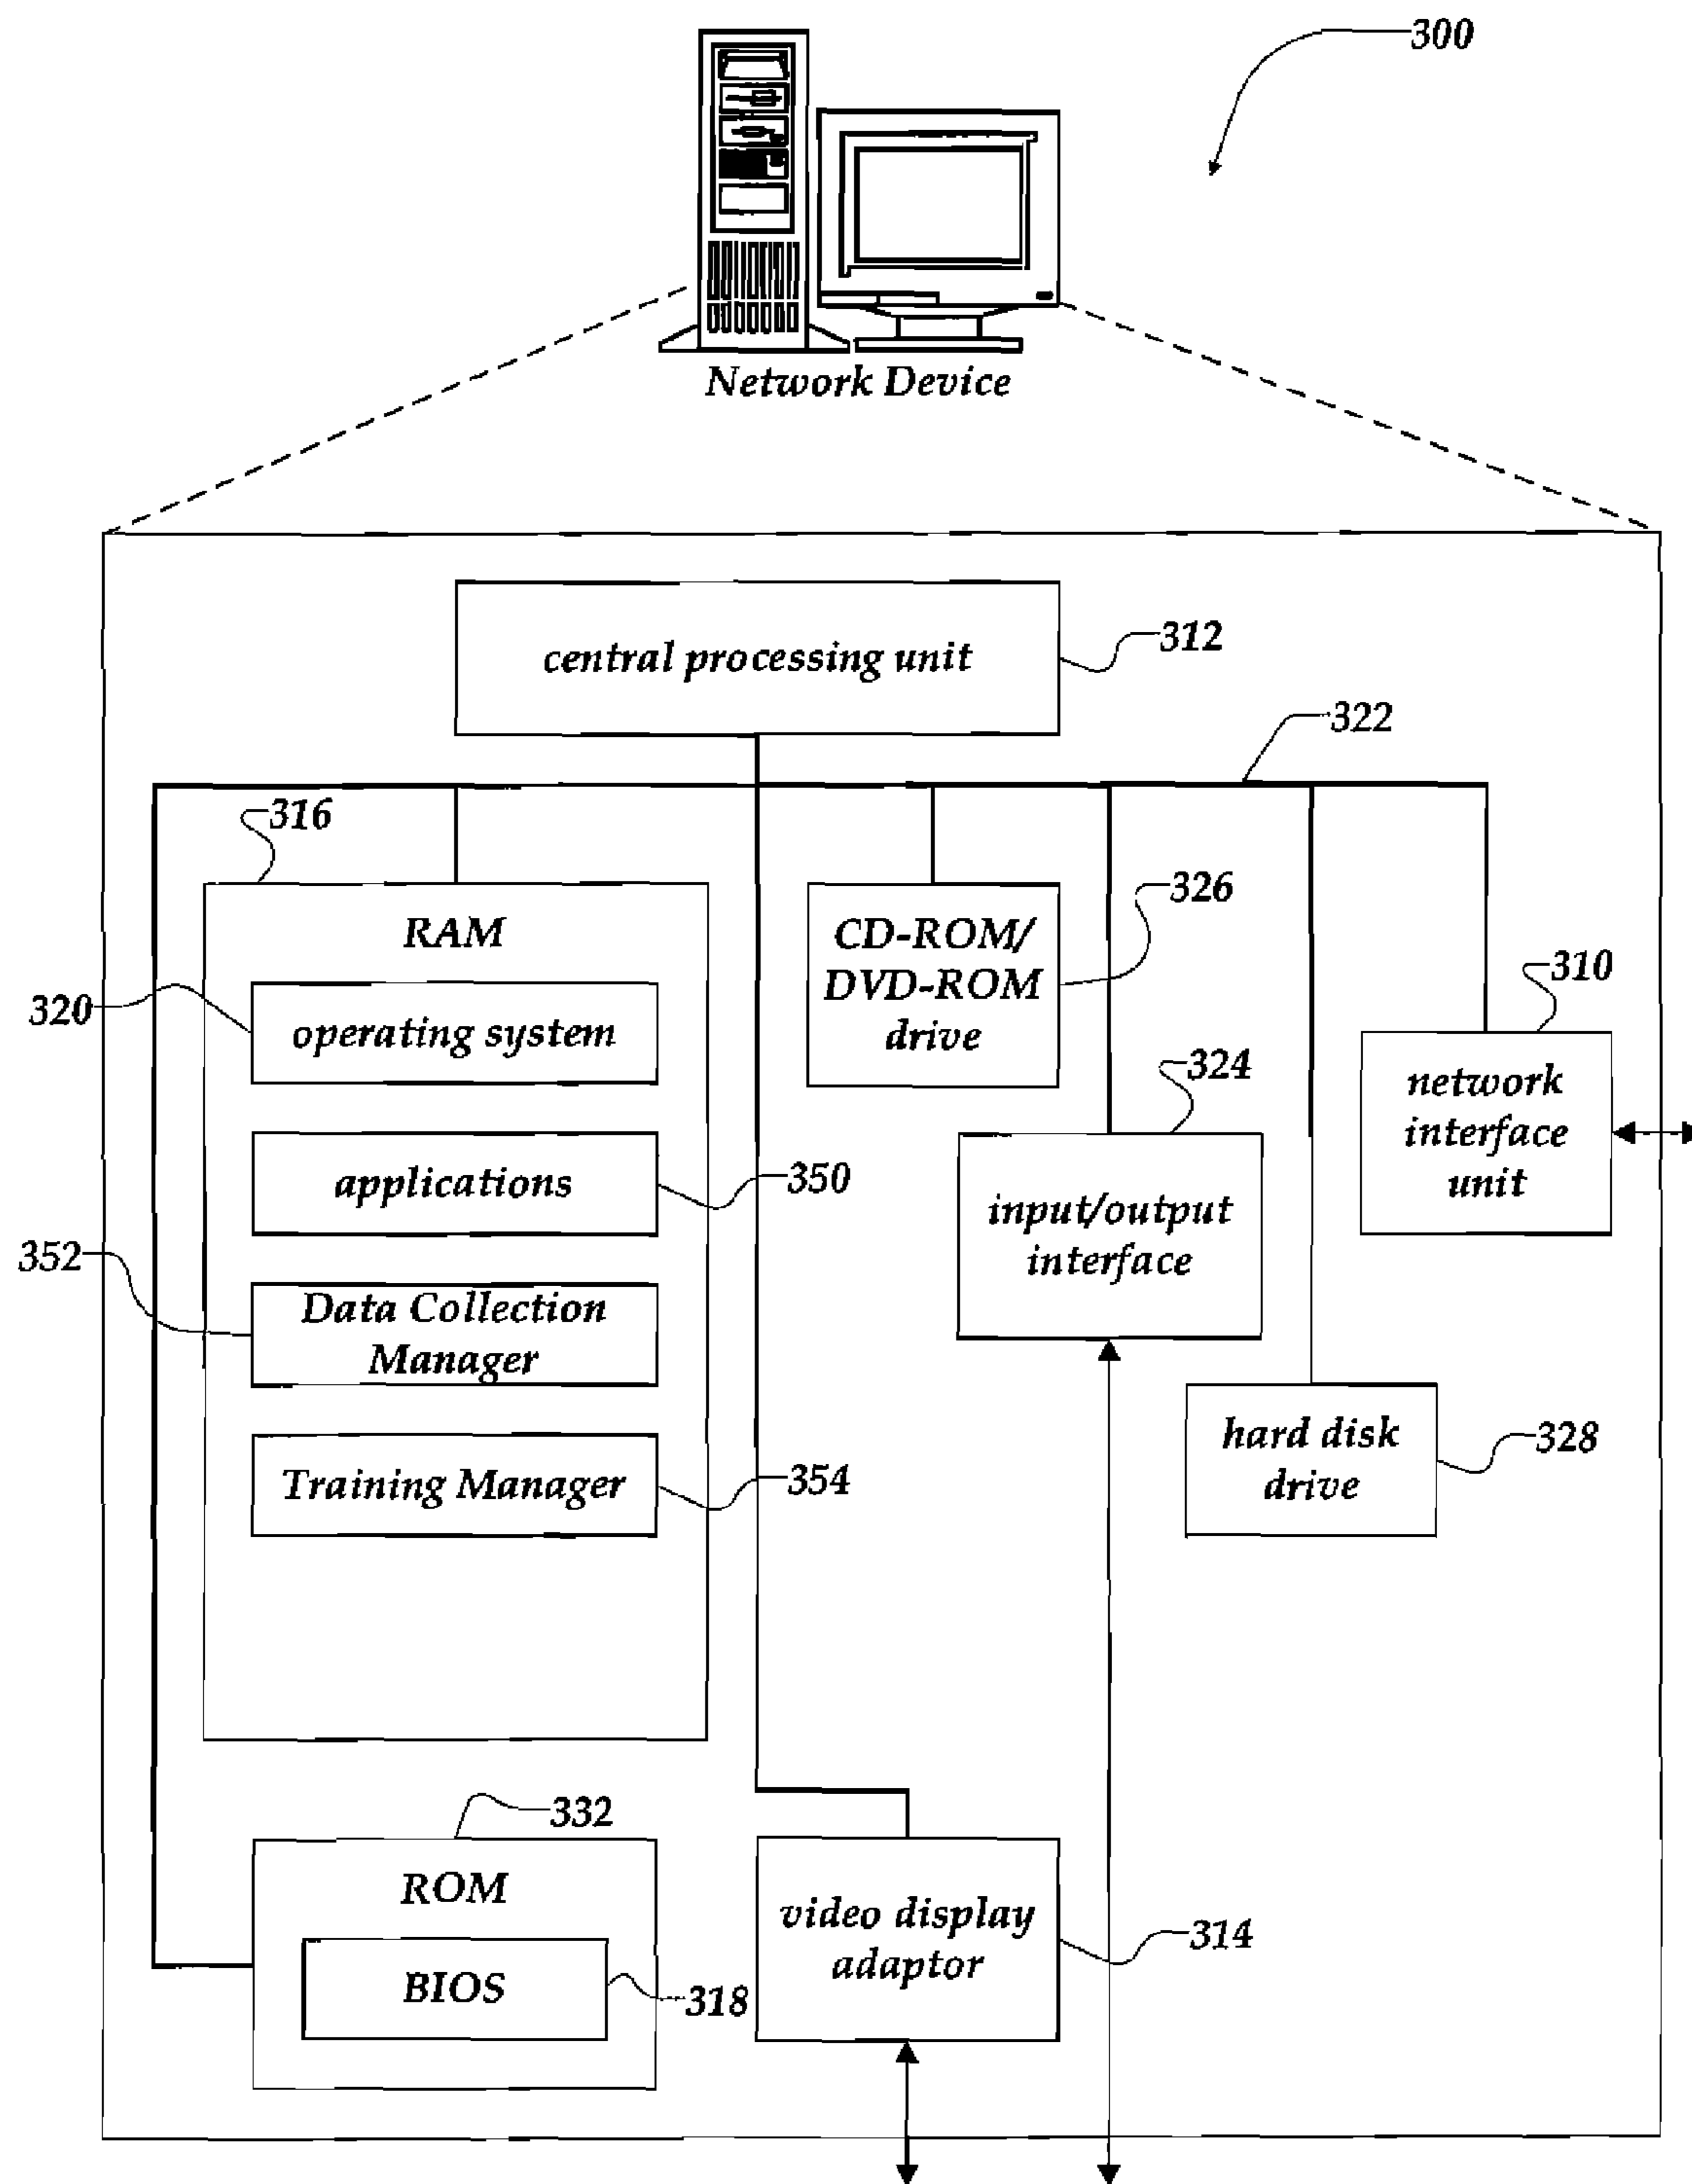 300
Network Device
central processing unit
312
322
316
RAM
CD-ROM/
DVD-ROM
drive
326
310
320
operating system
network
interface
unit
324
applications
350
input/output
interface
352
Data Collection
Manager
hard disk
drive
328
Training Manager
354
332
ROM
BIOS
318
video display
adaptor
314